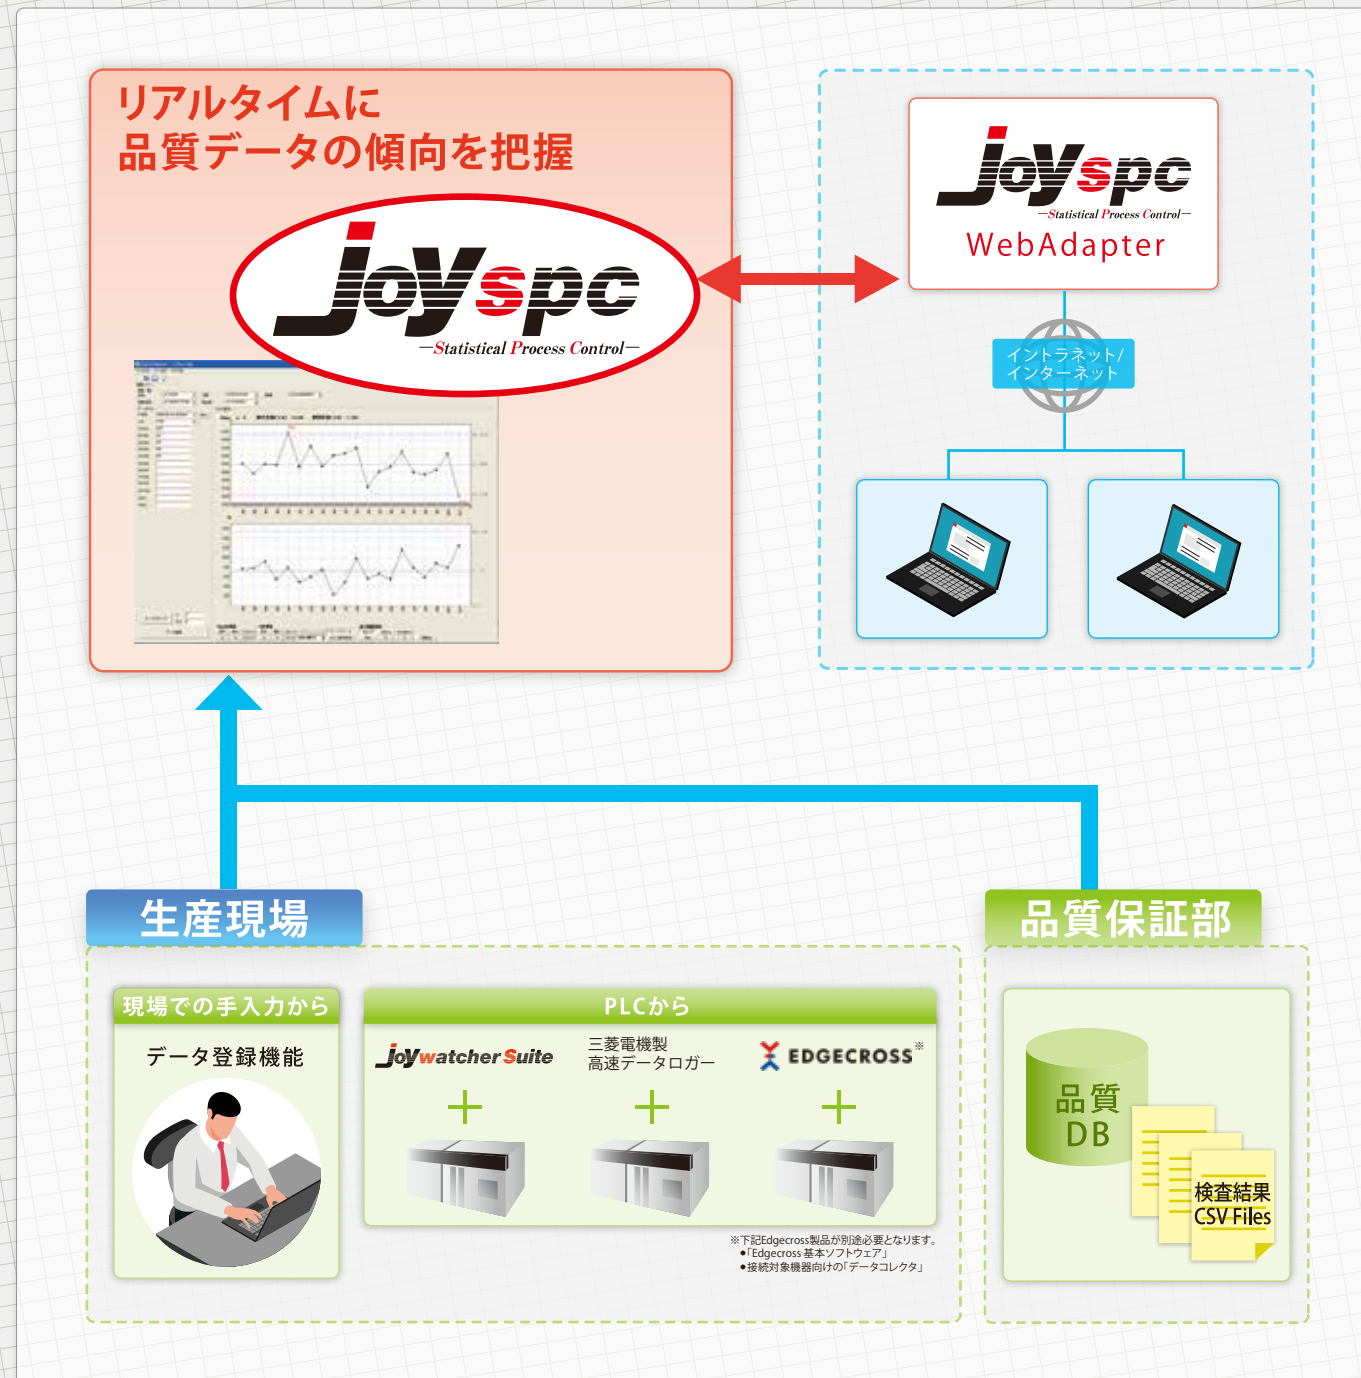 リアルタイムに
品質データの傾向を把握
joyspc
—Statistical Process Control—
joyspc
—Statistical Process Control—
WebAdapter
イントラネット/
インターネット
生産現場
現場での手入力から
データ登録機能
PLCから
joywatcher Suite
三菱電機製
高速データロガー
EDGECROSS※
※下記Edgecross製品が別途必要となります。
●「Edgecross 基本ソフトウェア」
●接続対象機器向けの「データコレクタ」
品質保証部
品質
DB
検査結果
CSV Files